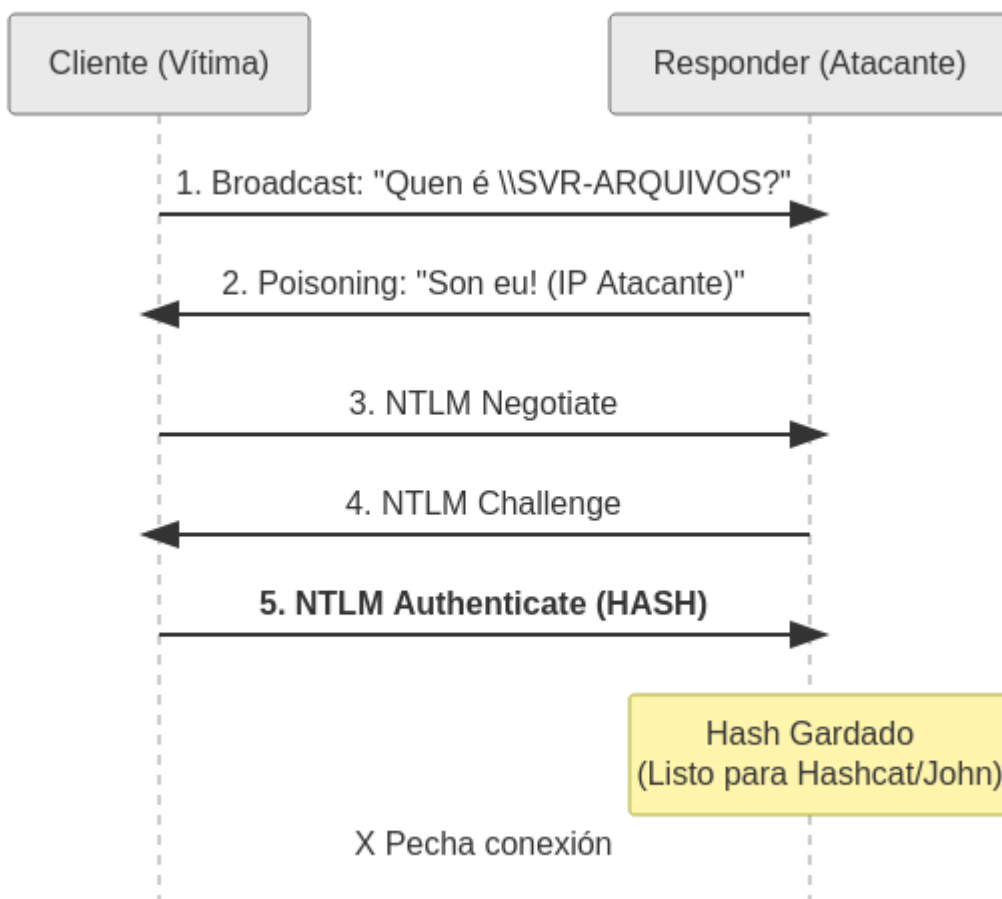 Cliente (Vítima)
Responder (Atacante)
1. Broadcast: "Quen é \\SVR-ARQUIVOS?"
2. Poisoning: "Son eu! (IP Atacante)"
3. NTLM Negotiate
4. NTLM Challenge
5. NTLM Authenticate (HASH)
Hash Gardado
(Listo para Hashcat/John)
X Pecha conexión